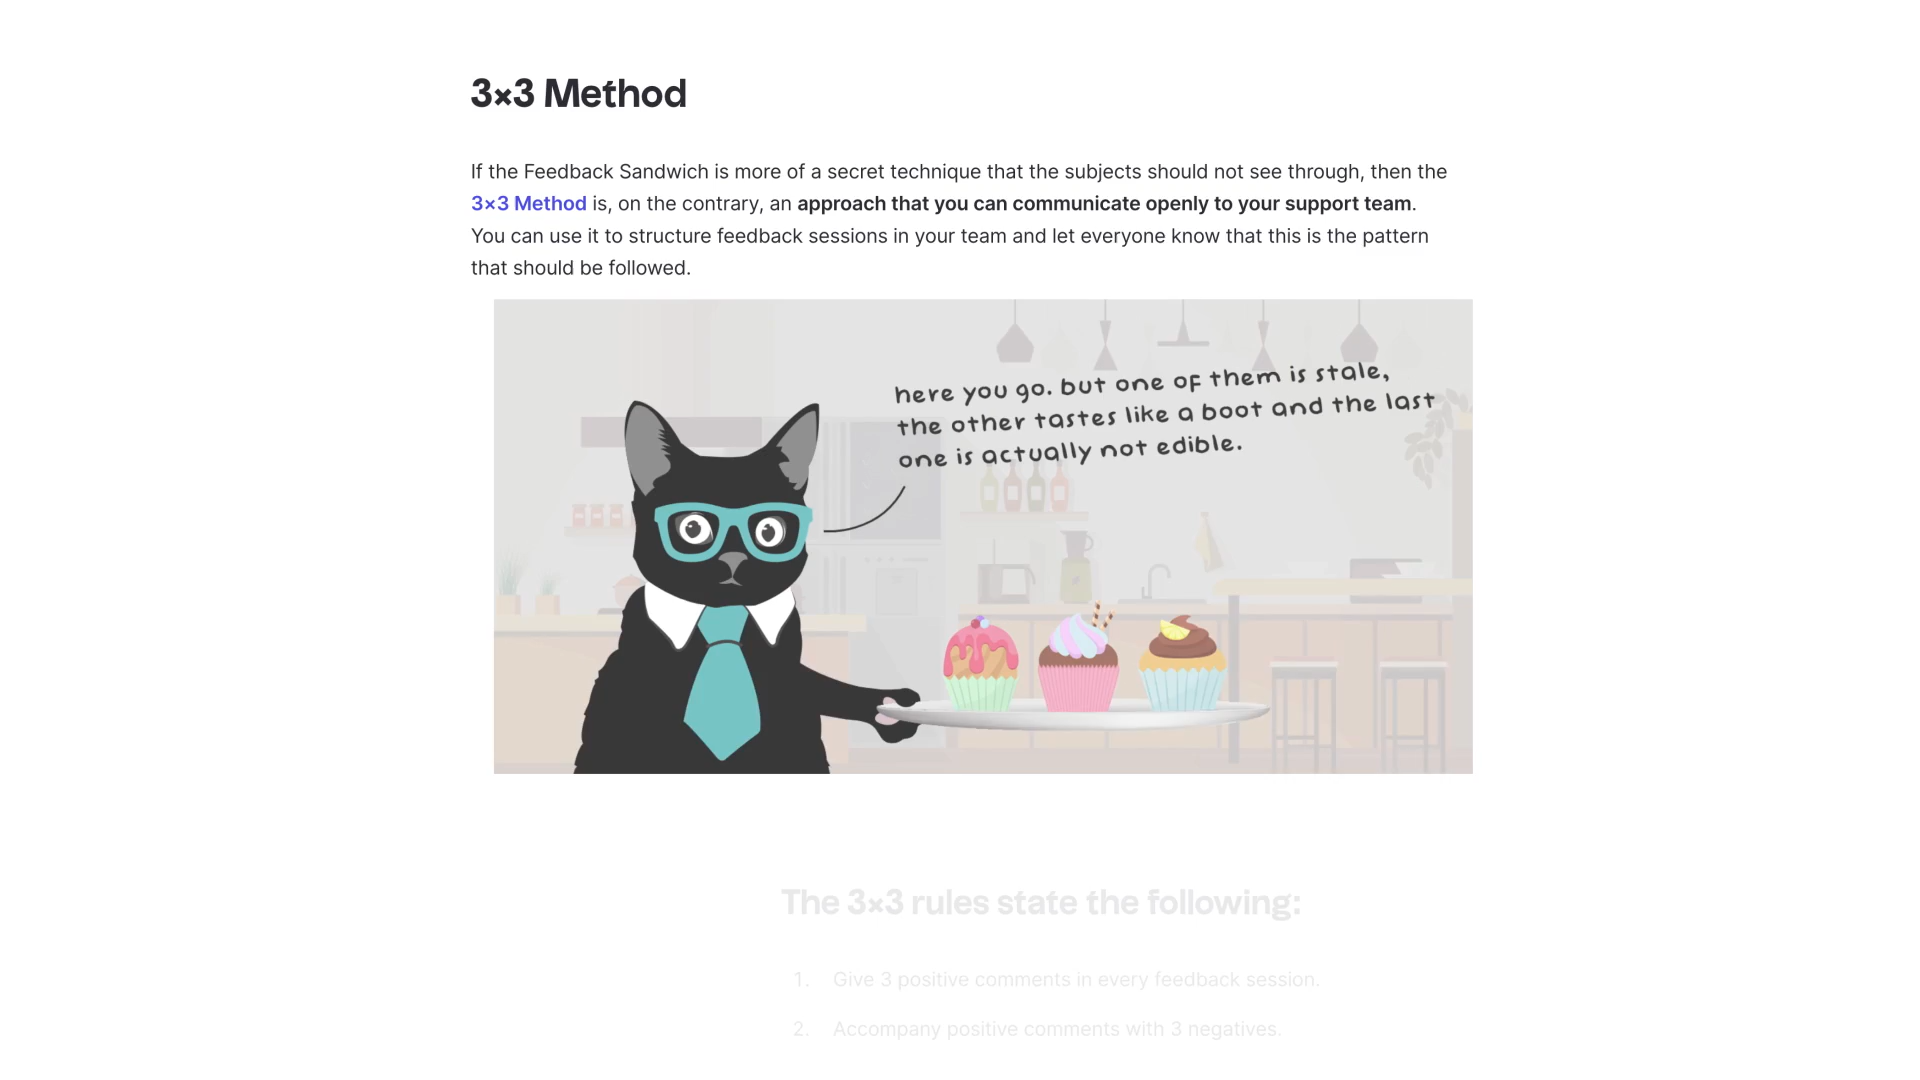 3×3 Method
If the Feedback Sandwich is more of a secret technique that the subjects should not see through, then the
3×3 Method is, on the contrary, an approach that you can communicate openly to your support team.
You can use it to structure feedback sessions in your team and let everyone know that this is the pattern
that should be followed.
here you go. but one of them is stale,
the other tastes like a boot and the last
one is actually not edible.
The 3×3 rules state the following:
1. Give 3 positive comments in every feedback session.
2. Accompany positive comments with 3 negatives.